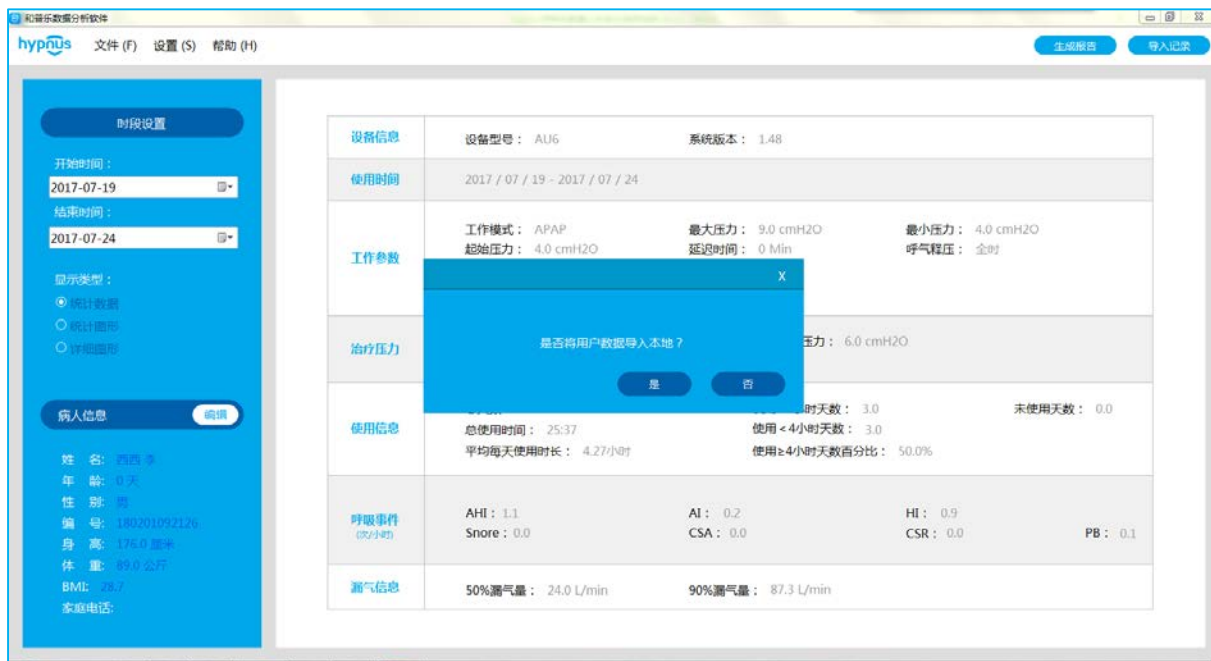 和普乐数据分析软件
hypnus 文件 (F) 设置 (S) 帮助 (H) 生成报告 导入记录
时段设置
开始时间：
2017-07-19
结束时间：
2017-07-24
显示类型：
统计数据
统计图形
详细图形
病人信息 编辑
姓 名: 西西 李
年 龄: 0 天
性 别: 男
编 号: 180201092126
身 高: 176.0 厘米
体 重: 89.0 公斤
BMI: 28.7
家庭电话:
设备信息 设备型号： AU6 系统版本： 1.48
使用时间 2017 / 07 / 19 - 2017 / 07 / 24
工作参数
工作模式： APAP 最大压力： 9.0 cmH2O 最小压力： 4.0 cmH2O
起始压力： 4.0 cmH2O 延迟时间： 0 Min 呼气释压： 全时
X
是否将用户数据导入本地？
是 否
治疗压力 压力： 6.0 cmH2O
使用信息
小时天数： 3.0 未使用天数： 0.0
总使用时间： 25:37 使用 < 4小时天数： 3.0
平均每天使用时长： 4.27小时 使用≥4小时天数百分比： 50.0%
呼吸事件
(次/小时)
AHI： 1.1 AI： 0.2 HI： 0.9
Snore： 0.0 CSA： 0.0 CSR： 0.0 PB： 0.1
漏气信息 50%漏气量： 24.0 L/min 90%漏气量： 87.3 L/min